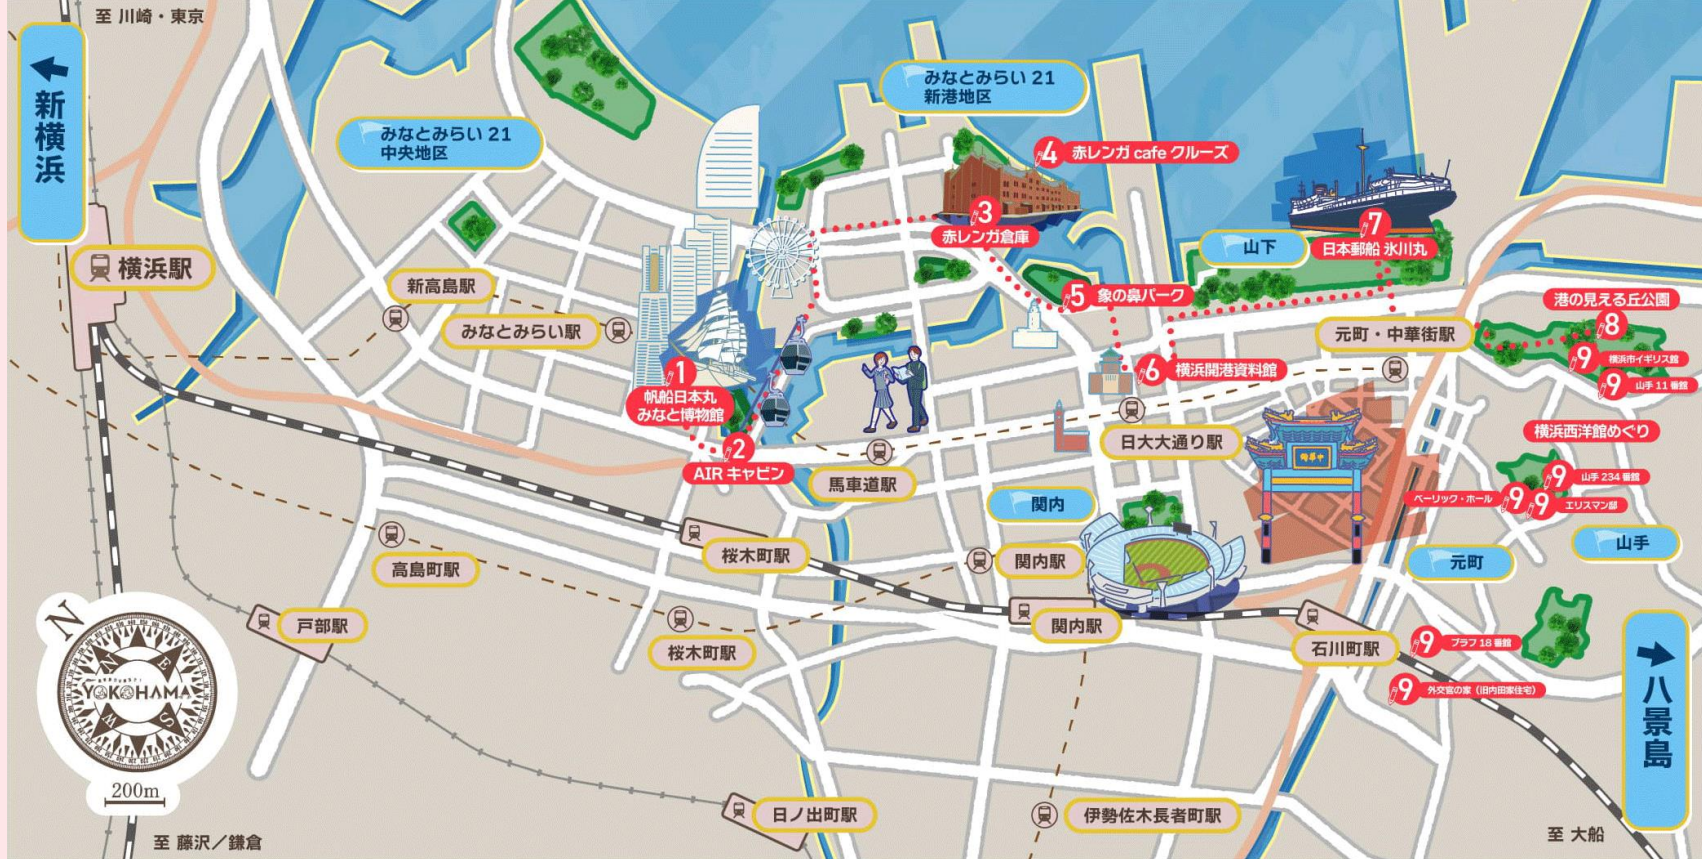 至 川崎・東京
新横浜
みなとみらい 21
中央地区
みなとみらい 21
新港地区
4 赤レンガ cafe クルーズ
3
赤レンガ倉庫
7
日本郵船 氷川丸
山下
横浜駅
新高島駅
みなとみらい駅
5 象の鼻パーク
港の見える丘公園
8
元町・中華街駅
9 横浜市イギリス館
9 山手 11 番館
6 横浜開港資料館
1
帆船日本丸
みなと博物館
2
AIR キャビン
日大大通り駅
馬車道駅
中華街
横浜西洋館めぐり
9 山手 234 番館
ベーリック・ホール 9
9 エリスマン邸
関内
山手
元町
桜木町駅
関内駅
高島町駅
戸部駅
桜木町駅
関内駅
石川町駅
9 ブラフ 18 番館
9 外交官の家（旧内田家住宅）
八景島
N
N
E
YOKOHAMA
W
S
200m
日ノ出町駅
伊勢佐木長者町駅
至 藤沢／鎌倉
至 大船